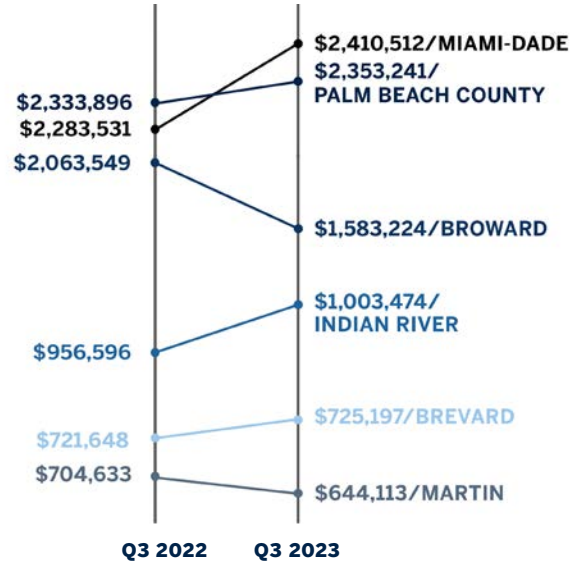 $2,410,512/MIAMI-DADE
$2,353,241/
PALM BEACH COUNTY
$2,333,896
$2,283,531
$2,063,549
$1,583,224/BROWARD
$1,003,474/
INDIAN RIVER
$956,596
$725,197/BREVARD
$721,648
$704,633
$644,113/MARTIN
Q3 2022
Q3 2023